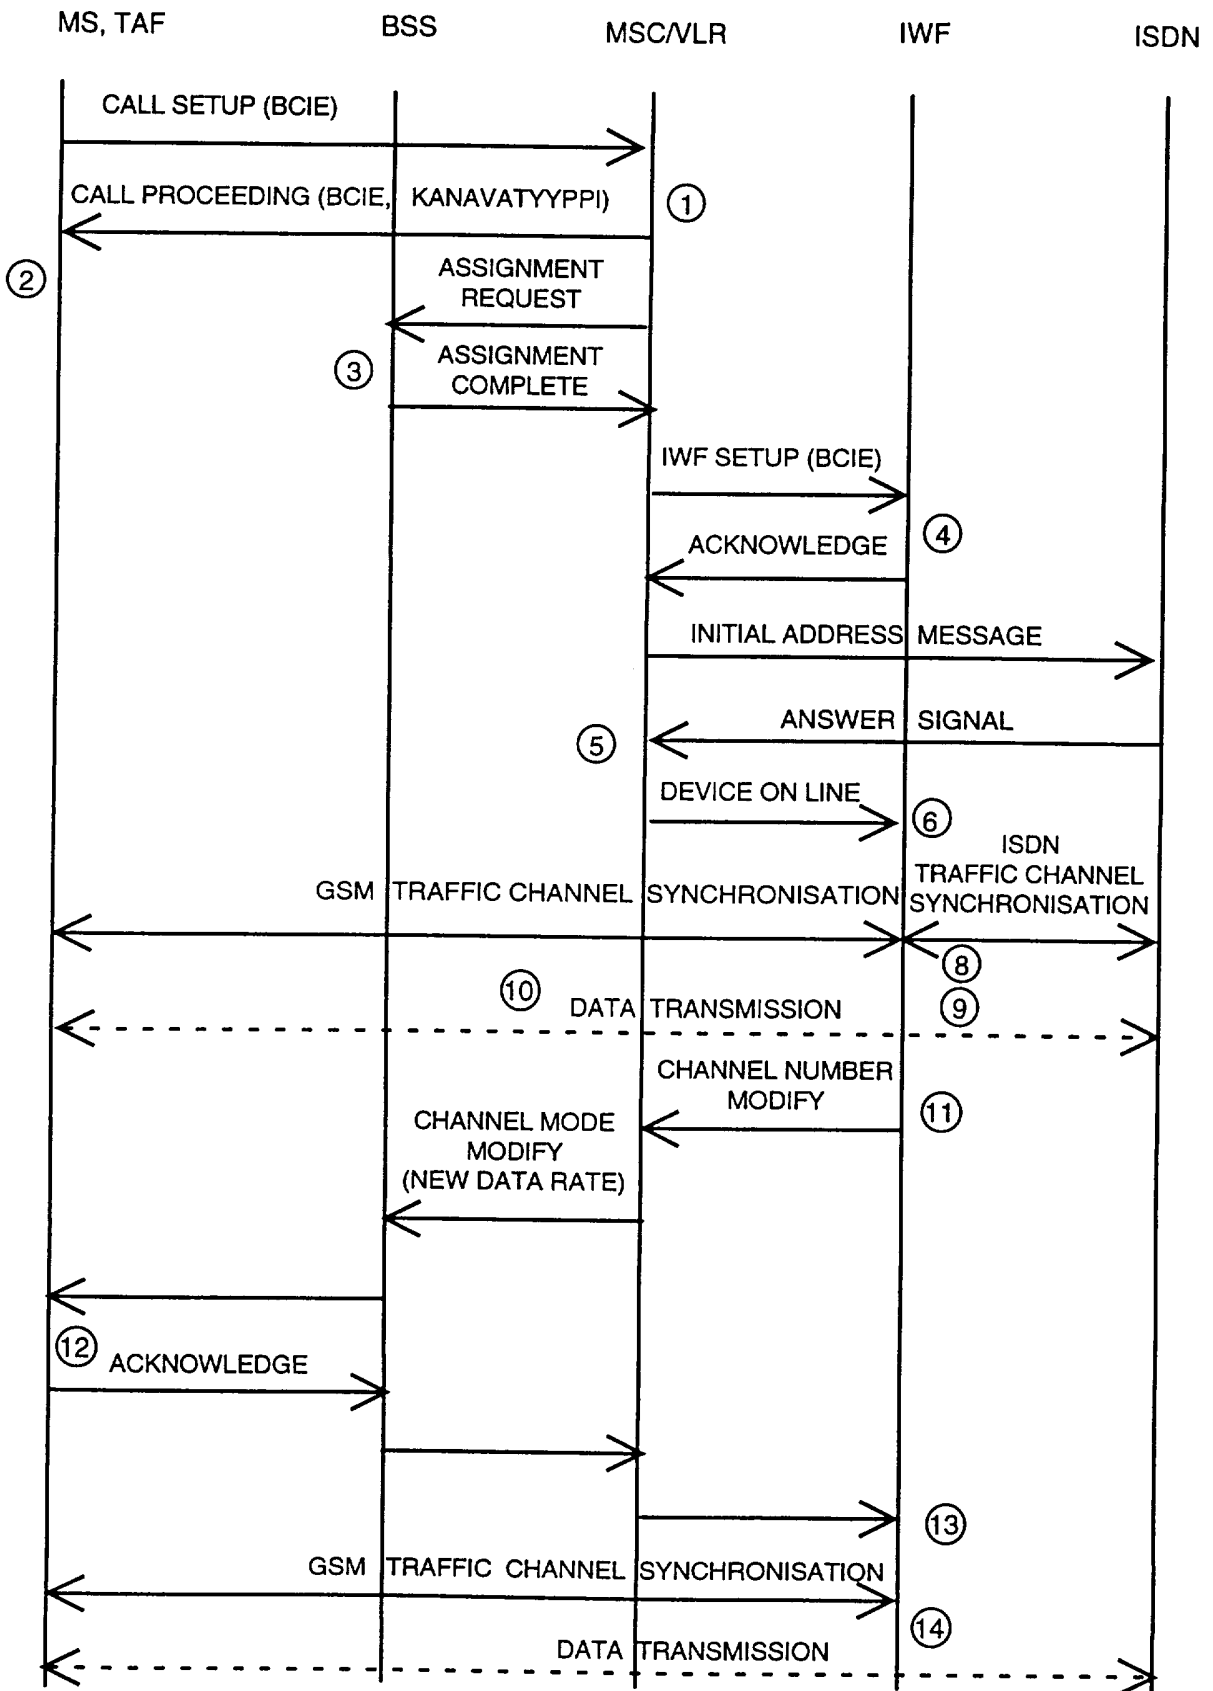 MS, TAF BSS MSC/VLR IWF ISDN
CALL SETUP (BCIE)
CALL PROCEEDING (BCIE, KANAVATYYPPI) 1
2
ASSIGNMENT
REQUEST
3
ASSIGNMENT
COMPLETE
IWF SETUP (BCIE)
4
ACKNOWLEDGE
INITIAL ADDRESS MESSAGE
ANSWER SIGNAL
5
DEVICE ON LINE
6
ISDN
TRAFFIC CHANNEL
SYNCHRONISATION
GSM TRAFFIC CHANNEL SYNCHRONISATION
8
10
DATA TRANSMISSION
9
CHANNEL NUMBER
MODIFY
11
CHANNEL MODE
MODIFY
(NEW DATA RATE)
12
ACKNOWLEDGE
13
GSM TRAFFIC CHANNEL SYNCHRONISATION
14
DATA TRANSMISSION